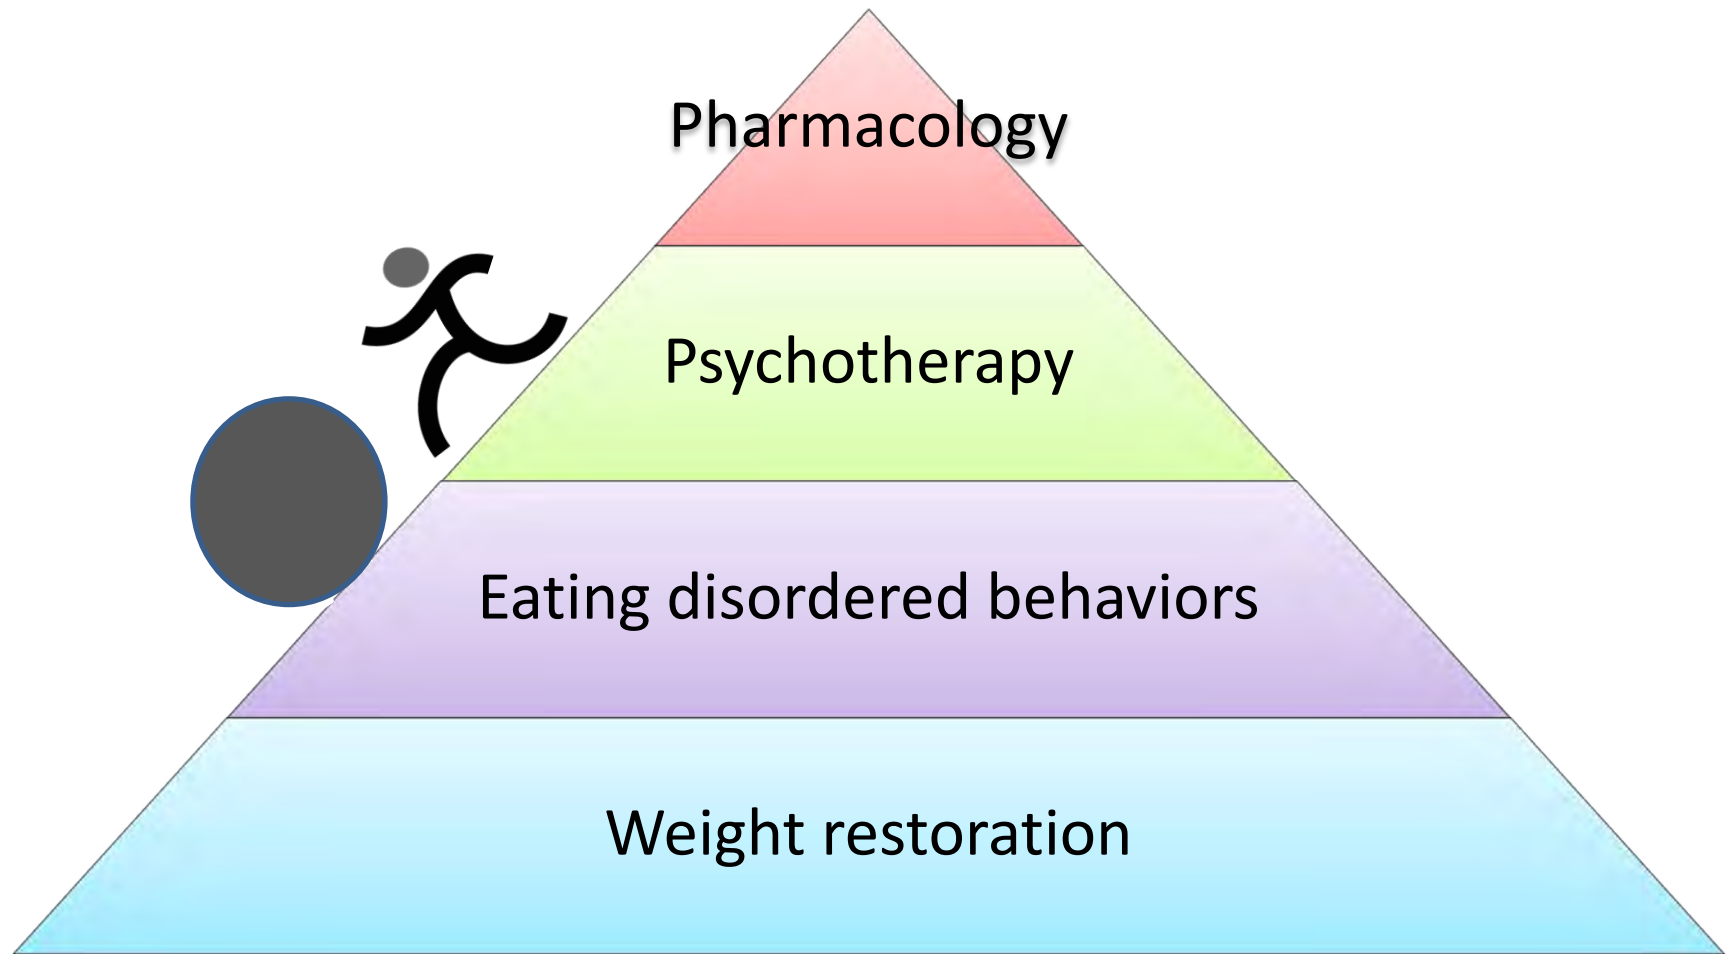 Pharmacology
Psychotherapy
Eating disordered behaviors
Weight restoration